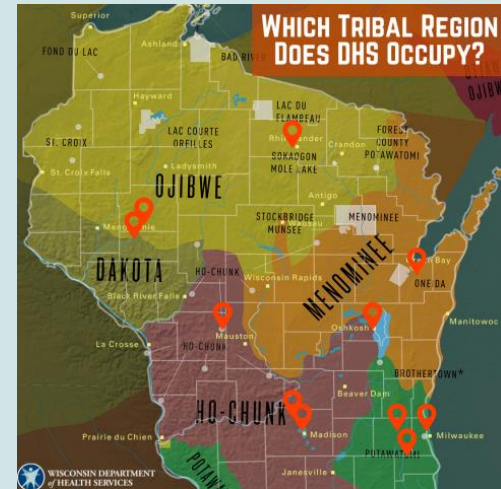 WHICH TRIBAL REGION
DOES DHS OCCUPY?
Superior
FOND DU LAC
Ashland
BAD
Hayward
LAC DU
FLAMBEAU
ST. CROIX
LAC COURTE
OREILLES
Crandon
FOREST
COUNTY
POTAWATOMI
SOKAOGON
MOLE LAKE
St. Croix Falls
Ladysmith
OJIBWE
Antigo
STOCKBRIDGE
MUNSEE
MENOMINEE
DAKOTA
HO-CHUNK
Wisconsin Rapids
MENOMINEE
Bay
Black River Falls
Manitowoc
La Crosse
Mauston
HO-CHUNK
Oshkosh
BROTHERTOWN*
HO-CHUNK
Beaver Dam
Prairie du Chien
Madison
Milwaukee
Janesville
WISCONSIN DEPARTMENT
of HEALTH SERVICES